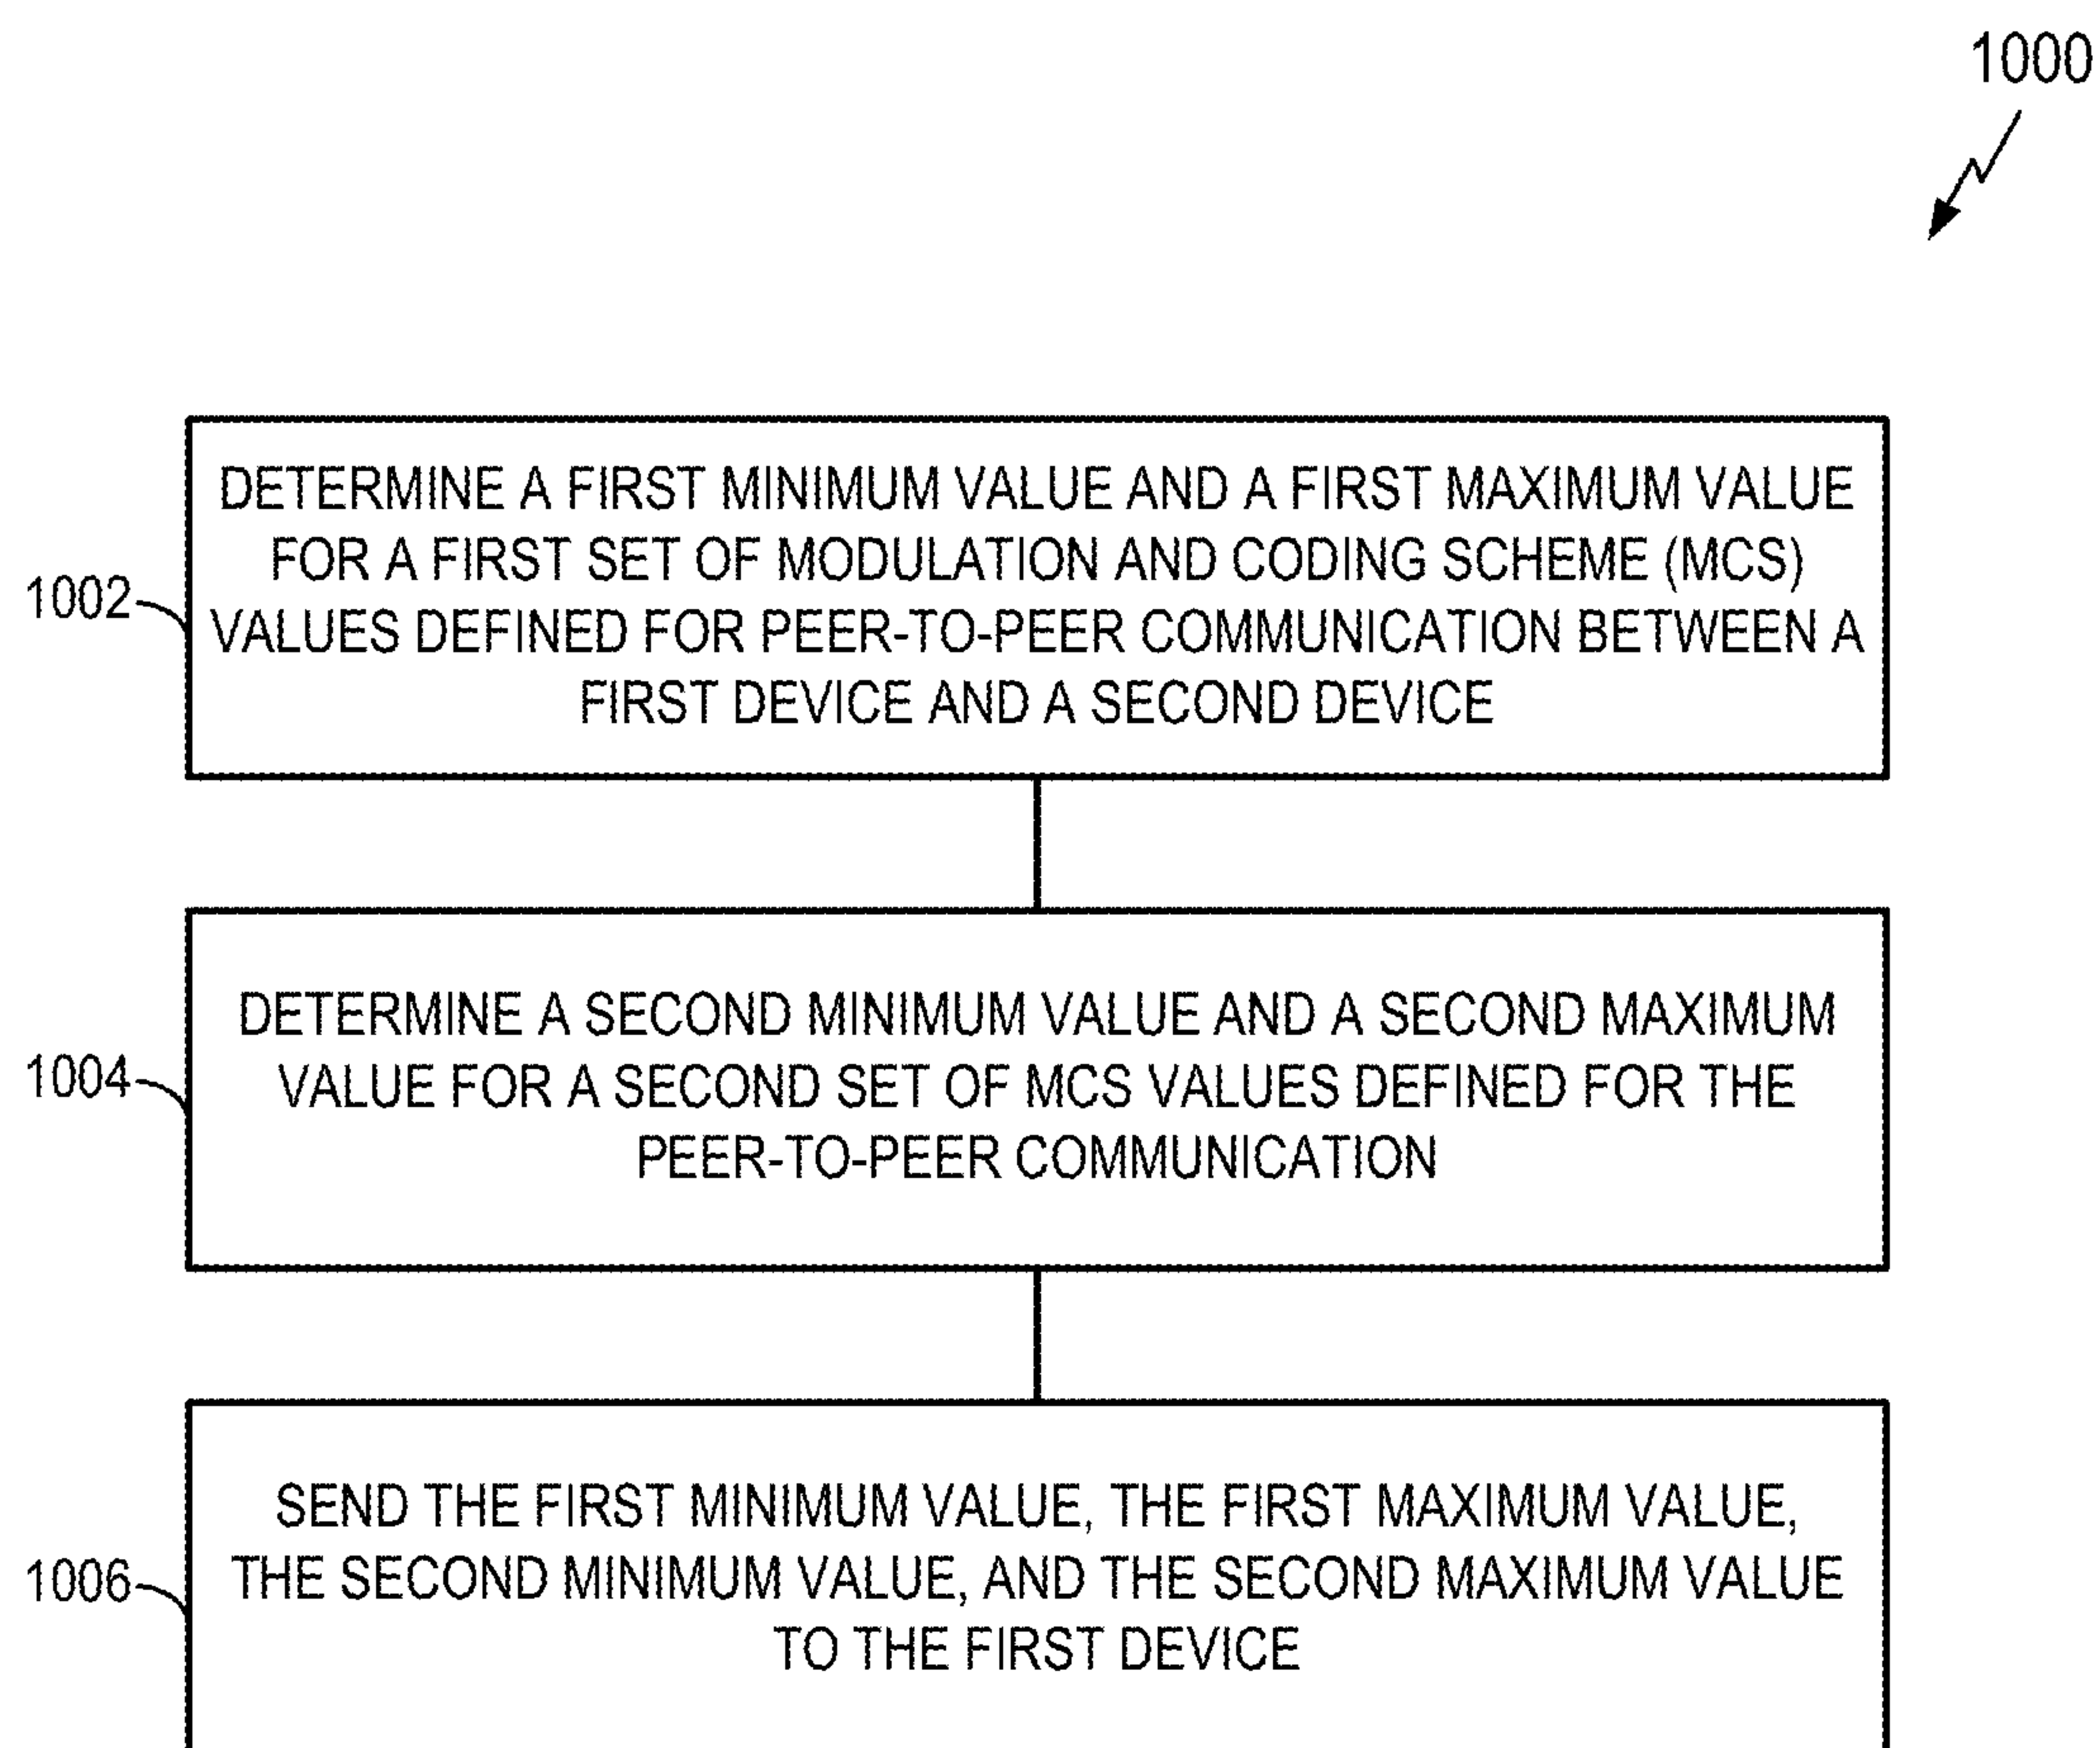 1000
DETERMINE A FIRST MINIMUM VALUE AND A FIRST MAXIMUM VALUE
FOR A FIRST SET OF MODULATION AND CODING SCHEME (MCS)
1002
VALUES DEFINED FOR PEER-TO-PEER COMMUNICATION BETWEEN A
FIRST DEVICE AND A SECOND DEVICE
DETERMINE A SECOND MINIMUM VALUE AND A SECOND MAXIMUM
1004
VALUE FOR A SECOND SET OF MCS VALUES DEFINED FOR THE
PEER-TO-PEER COMMUNICATION
SEND THE FIRST MINIMUM VALUE, THE FIRST MAXIMUM VALUE,
1006
THE SECOND MINIMUM VALUE, AND THE SECOND MAXIMUM VALUE
TO THE FIRST DEVICE